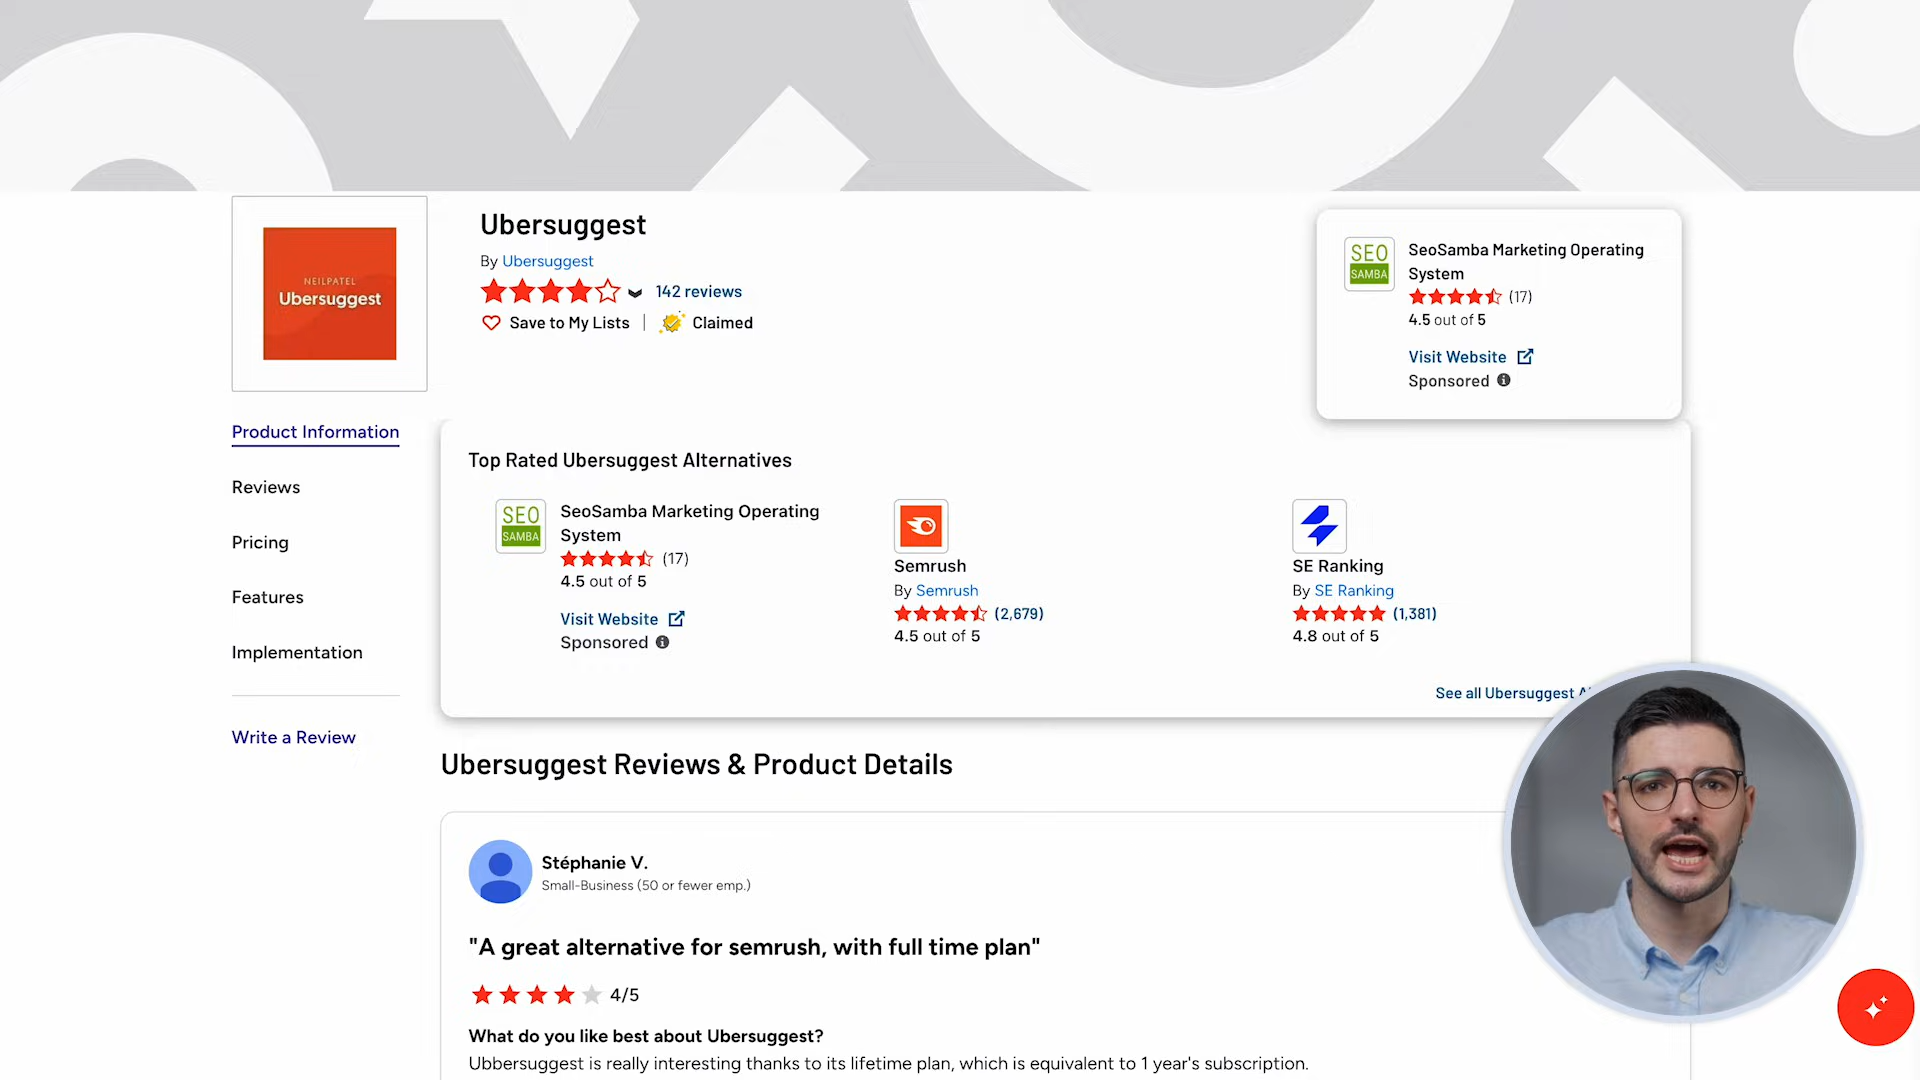 NEILPATEL
Ubersuggest
Ubersuggest
By Ubersuggest
142 reviews
Save to My Lists | Claimed
SEO
SAMBA
SeoSamba Marketing Operating
System
(17)
4.5 out of 5
Visit Website
Sponsored
Product Information
Reviews
Pricing
Features
Implementation
Write a Review
Top Rated Ubersuggest Alternatives
SEO
SAMBA
SeoSamba Marketing Operating
System
(17)
4.5 out of 5
Visit Website
Sponsored
Semrush
By Semrush
(2,679)
4.5 out of 5
SE Ranking
By SE Ranking
(1,381)
4.8 out of 5
See all Ubersuggest
Ubersuggest Reviews & Product Details
Stéphanie V.
Small-Business (50 or fewer emp.)
"A great alternative for semrush, with full time plan"
4/5
What do you like best about Ubersuggest?
Ubbersuggest is really interesting thanks to its lifetime plan, which is equivalent to 1 year's subscription.